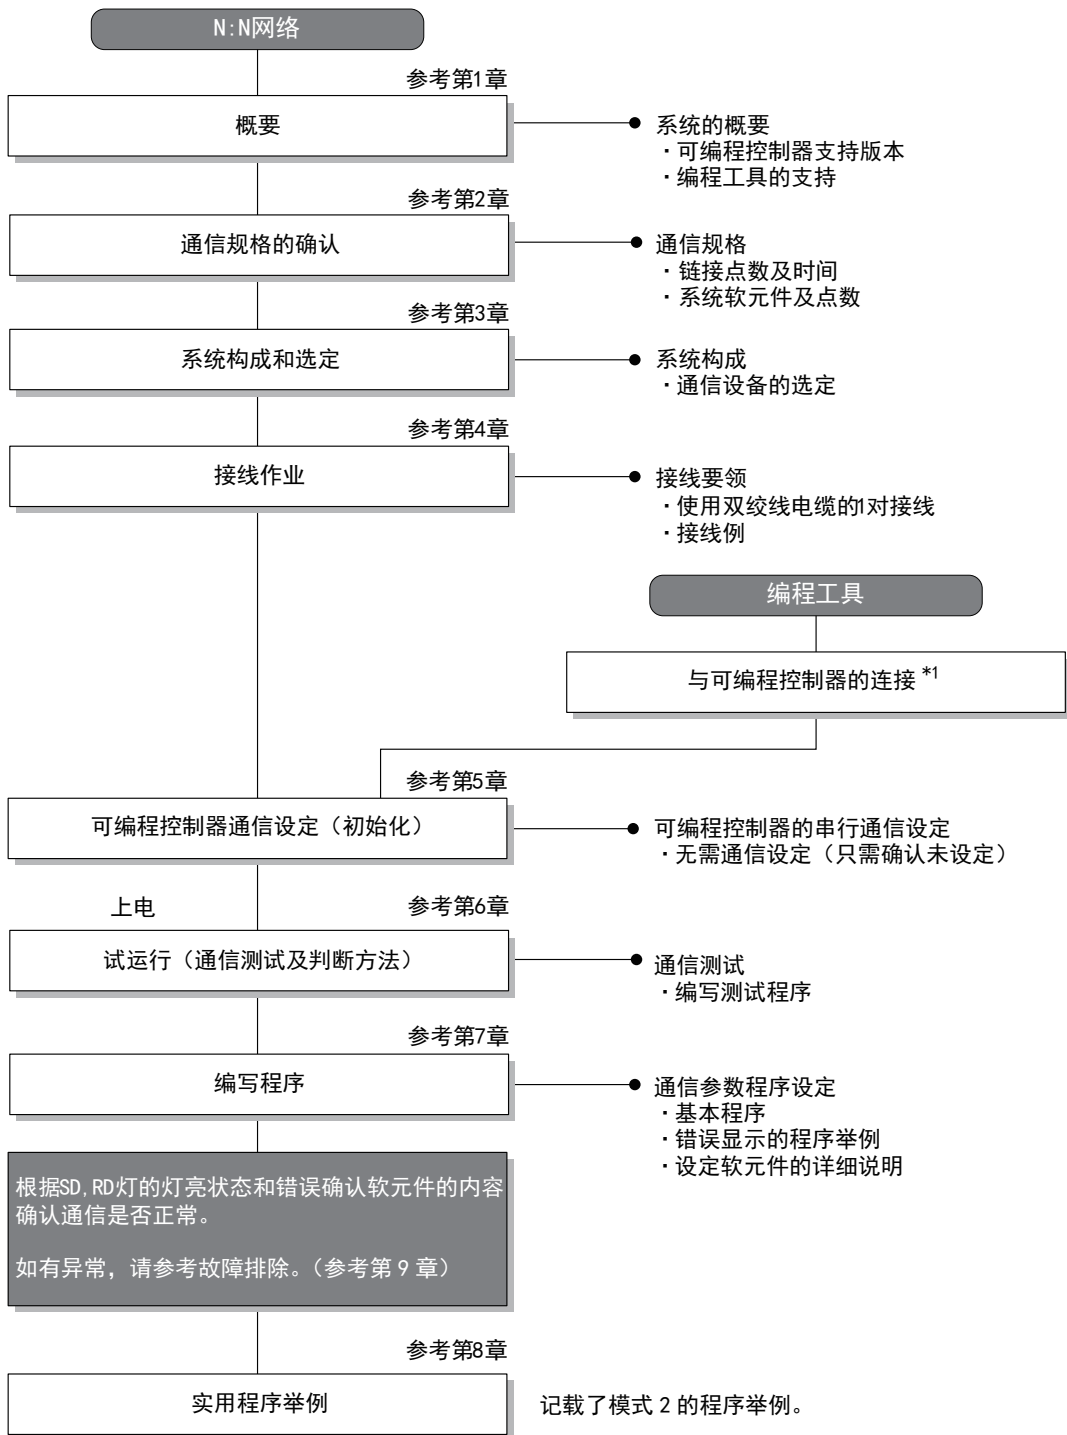 N:N网络
参考第1章
概要
系统的概要
·可编程控制器支持版本
·编程工具的支持
参考第2章
通信规格的确认
通信规格
·链接点数及时间
·系统软元件及点数
参考第3章
系统构成和选定
系统构成
·通信设备的选定
参考第4章
接线作业
接线要领
·使用双绞线电缆的1对接线
·接线例
编程工具
与可编程控制器的连接 *1
参考第5章
可编程控制器通信设定（初始化）
可编程控制器的串行通信设定
·无需通信设定（只需确认未设定）
上电
参考第6章
试运行（通信测试及判断方法）
通信测试
·编写测试程序
参考第7章
编写程序
通信参数程序设定
·基本程序
·错误显示的程序举例
·设定软元件的详细说明
根据SD,RD灯的灯亮状态和错误确认软元件的内容
确认通信是否正常。
如有异常，请参考故障排除。（参考第 9 章）
参考第8章
实用程序举例
记载了模式 2 的程序举例。